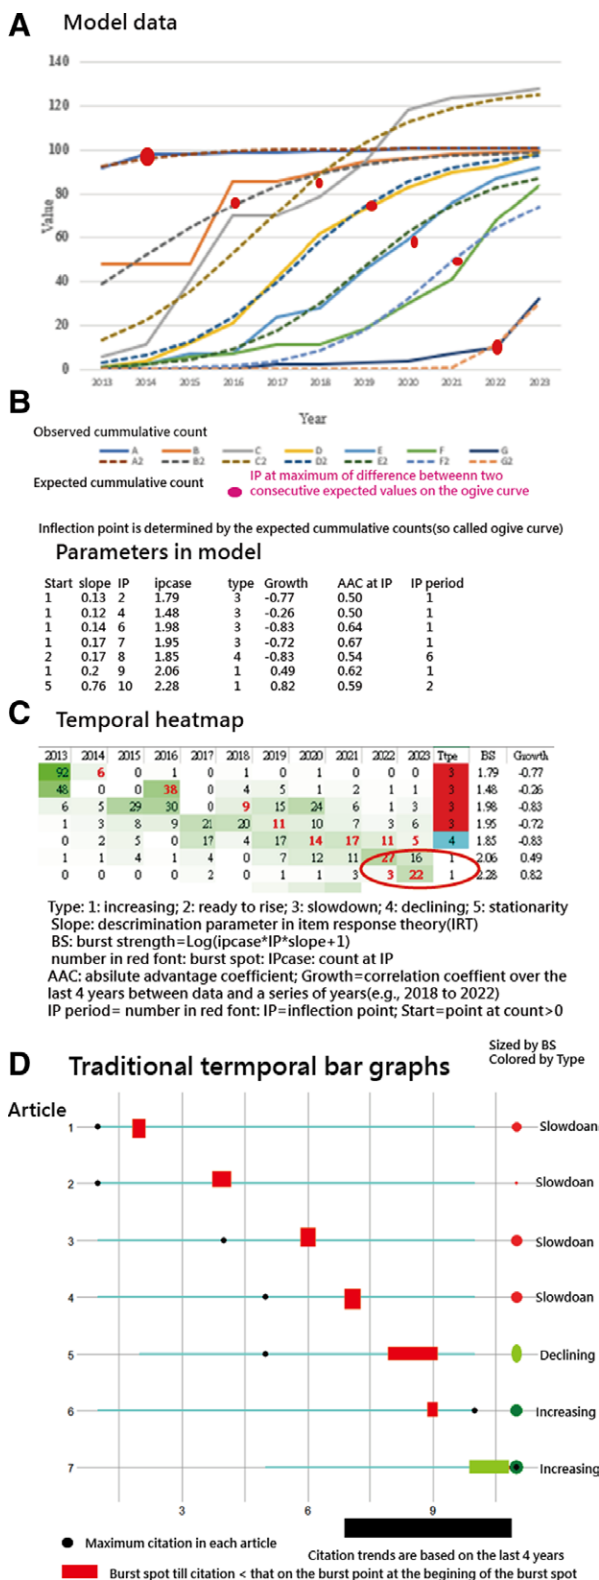 A Model data
140
120
100
80
60
40
20
0
Value
2013 2014 2015 2016 2017 2018 2019 2020 2021 2022 2023
Year
B
Observed cummulative count
A B C D E F G
A2 B2 C2 D2 E2 F2 G2
Expected cummulative count
IP at maximum of difference betweenn two
consecutive expected values on the ogive curve
Inflection point is determined by the expected cummulative counts(so called ogive curve)
Parameters in model
Start slope IP ipcase type Growth AAC at IP IP period
1 0.13 2 1.79 3 -0.77 0.50 1
1 0.12 4 1.48 3 -0.26 0.50 1
1 0.14 6 1.98 3 -0.83 0.64 1
1 0.17 7 1.95 3 -0.72 0.67 1
2 0.17 8 1.85 4 -0.83 0.54 6
1 0.2 9 2.06 1 0.49 0.62 1
5 0.76 10 2.28 1 0.82 0.59 2
C Temporal heatmap
2013 2014 2015 2016 2017 2018 2019 2020 2021 2022 2023 Ttpe BS Growth
92 6 0 1 0 1 0 1 0 0 0 3 1.79 -0.77
48 0 0 38 0 4 5 1 2 1 1 3 1.48 -0.26
6 5 29 30 0 9 15 24 6 1 3 3 1.98 -0.83
1 3 8 9 21 20 11 10 7 3 6 3 1.95 -0.72
0 2 5 0 17 4 17 14 17 11 5 4 1.85 -0.83
1 1 4 1 4 0 7 12 11 27 16 1 2.06 0.49
0 0 0 0 2 0 1 1 3 3 22 1 2.28 0.82
Type: 1: increasing; 2: ready to rise; 3: slowdown; 4: declining; 5: stationarity
Slope: descrimination parameter in item response theory(IRT)
BS: burst strength=Log(ipcase*IP*slope+1)
number in red font: burst spot: IPcase: count at IP
AAC: absilute advantage coefficient; Growth=correlation coeffient over the
last 4 years between data and a series of years(e.g., 2018 to 2022)
IP period= number in red font: IP=inflection point; Start=point at count>0
Sized by BS
Colored by Type
D Traditional termporal bar graphs
Article
1 Slowdoan
2 Slowdoan
3 Slowdoan
4 Slowdoan
5 Declining
6 Increasing
7 Increasing
3 6 9
Maximum citation in each article
Citation trends are based on the last 4 years
Burst spot till citation < that on the burst point at the begining of the burst spot